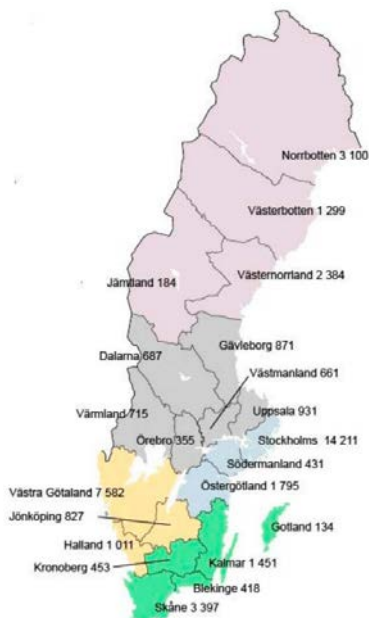 Norrbotten 3 100
Västerbotten 1 299
Västernorrland 2 384
Jämtland 184
Gävleborg 871
Dalarna 687
Västmanland 661
Värmland 715
Uppsala 931
Örebro 355
Stockholms 14 211
Södermanland 431
Östergötland 1 795
Västra Götaland 7 582
Jönköping 827
Gotland 134
Halland 1 011
Kronoberg 453
Kalmar 1 451
Blekinge 418
Skåne 3 397